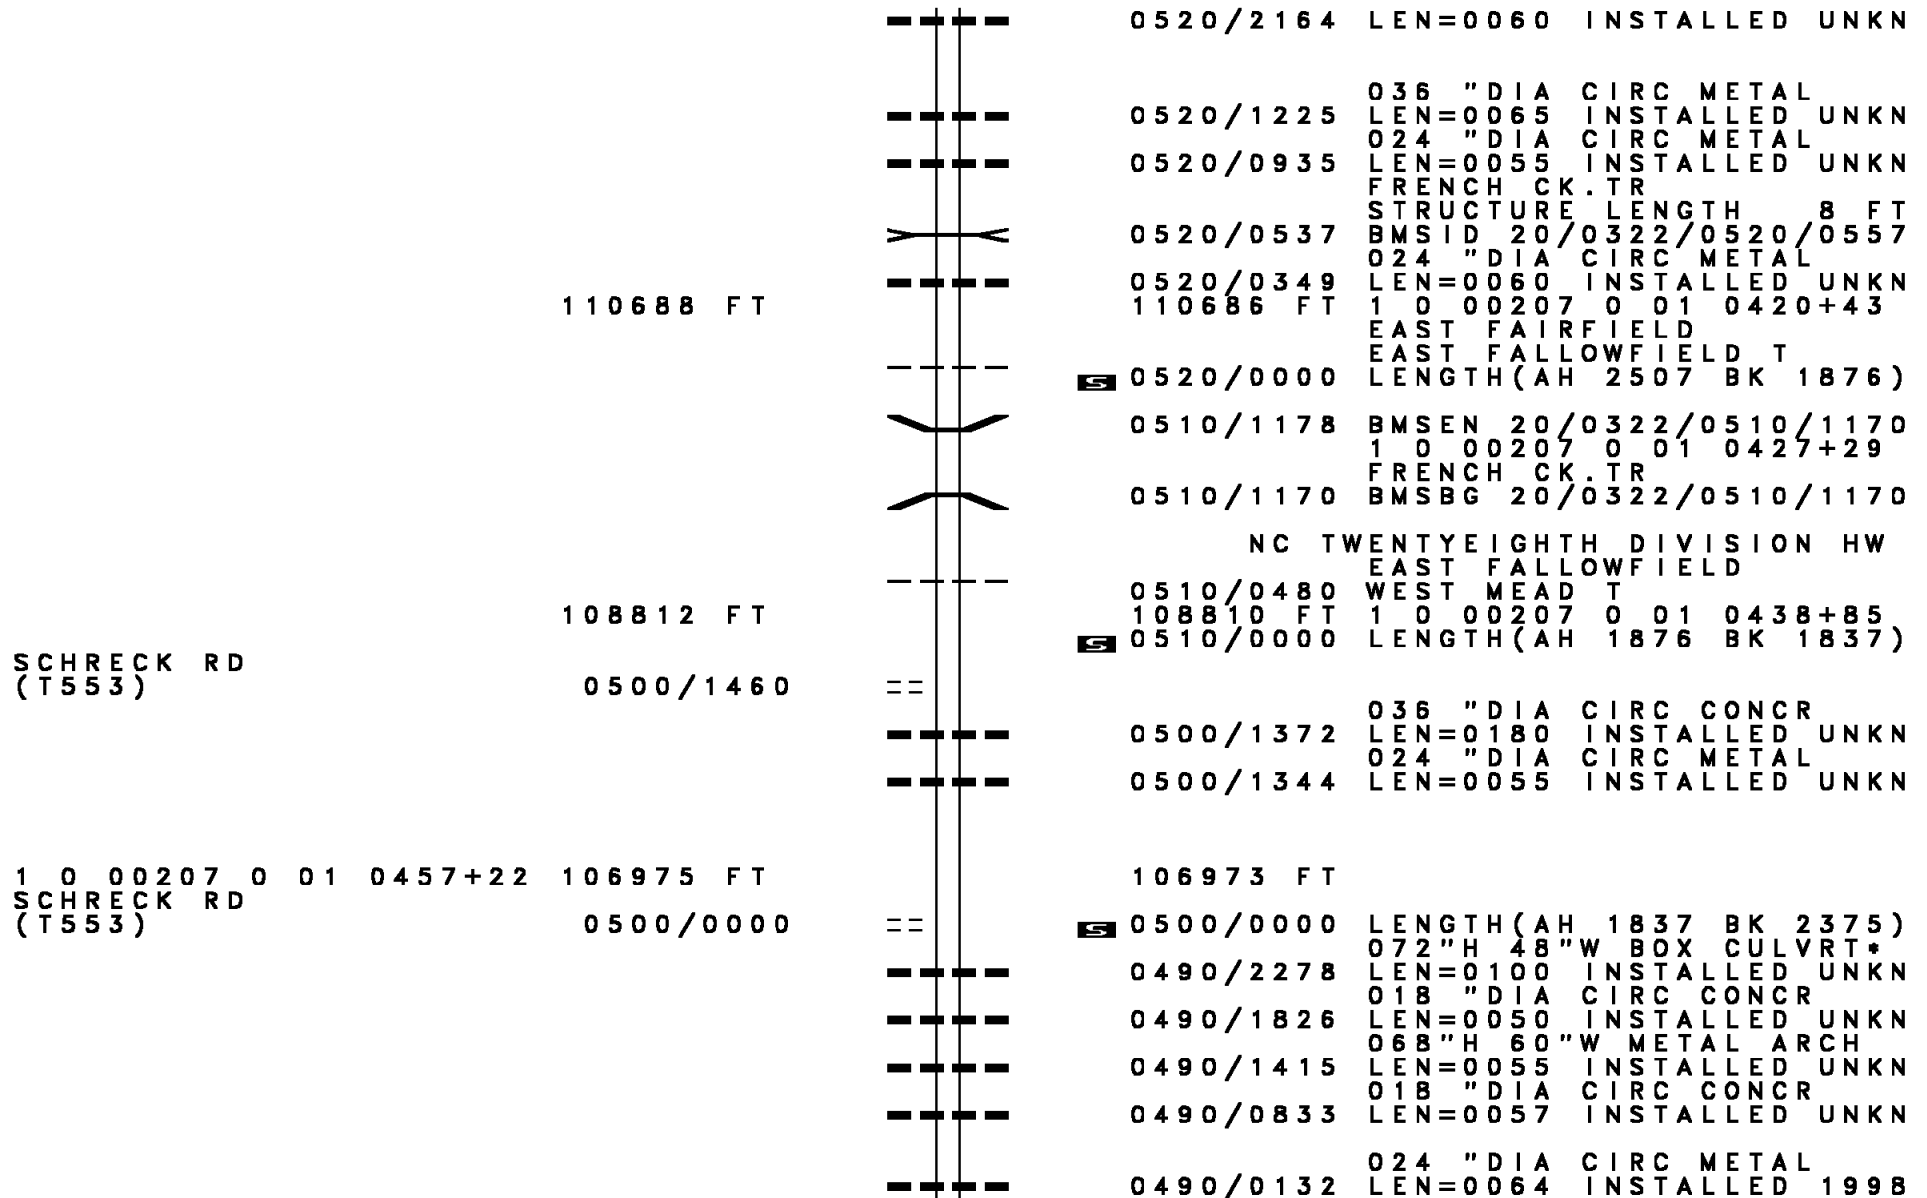 0520/2164 LEN=0060 INSTALLED UNKN
036 "DIA CIRC METAL
0520/1225 LEN=0065 INSTALLED UNKN
024 "DIA CIRC METAL
0520/0935 LEN=0055 INSTALLED UNKN
FRENCH CK.TR
STRUCTURE LENGTH 8 FT
0520/0537 BMSID 20/0322/0520/0557
024 "DIA CIRC METAL
0520/0349 LEN=0060 INSTALLED UNKN
110688 FT 110686 FT 1 0 00207 0 01 0420+43
EAST FAIRFIELD
EAST FALLOWFIELD T
S 0520/0000 LENGTH(AH 2507 BK 1876)
0510/1178 BMSEN 20/0322/0510/1170
1 0 00207 0 01 0427+29
FRENCH CK.TR
0510/1170 BMSBG 20/0322/0510/1170
NC TWENTYEIGHTH DIVISION HW
EAST FALLOWFIELD
0510/0480 WEST MEAD T
108812 FT 108810 FT 1 0 00207 0 01 0438+85
S 0510/0000 LENGTH(AH 1876 BK 1837)
SCHRECK RD
(T553) 0500/1460
036 "DIA CIRC CONCR
0500/1372 LEN=0180 INSTALLED UNKN
024 "DIA CIRC METAL
0500/1344 LEN=0055 INSTALLED UNKN
1 0 00207 0 01 0457+22 106975 FT 106973 FT
SCHRECK RD
(T553) 0500/0000 S 0500/0000 LENGTH(AH 1837 BK 2375)
072"H 48"W BOX CULVRT*
0490/2278 LEN=0100 INSTALLED UNKN
018 "DIA CIRC CONCR
0490/1826 LEN=0050 INSTALLED UNKN
068"H 60"W METAL ARCH
0490/1415 LEN=0055 INSTALLED UNKN
018 "DIA CIRC CONCR
0490/0833 LEN=0057 INSTALLED UNKN
024 "DIA CIRC METAL
0490/0132 LEN=0064 INSTALLED 1998